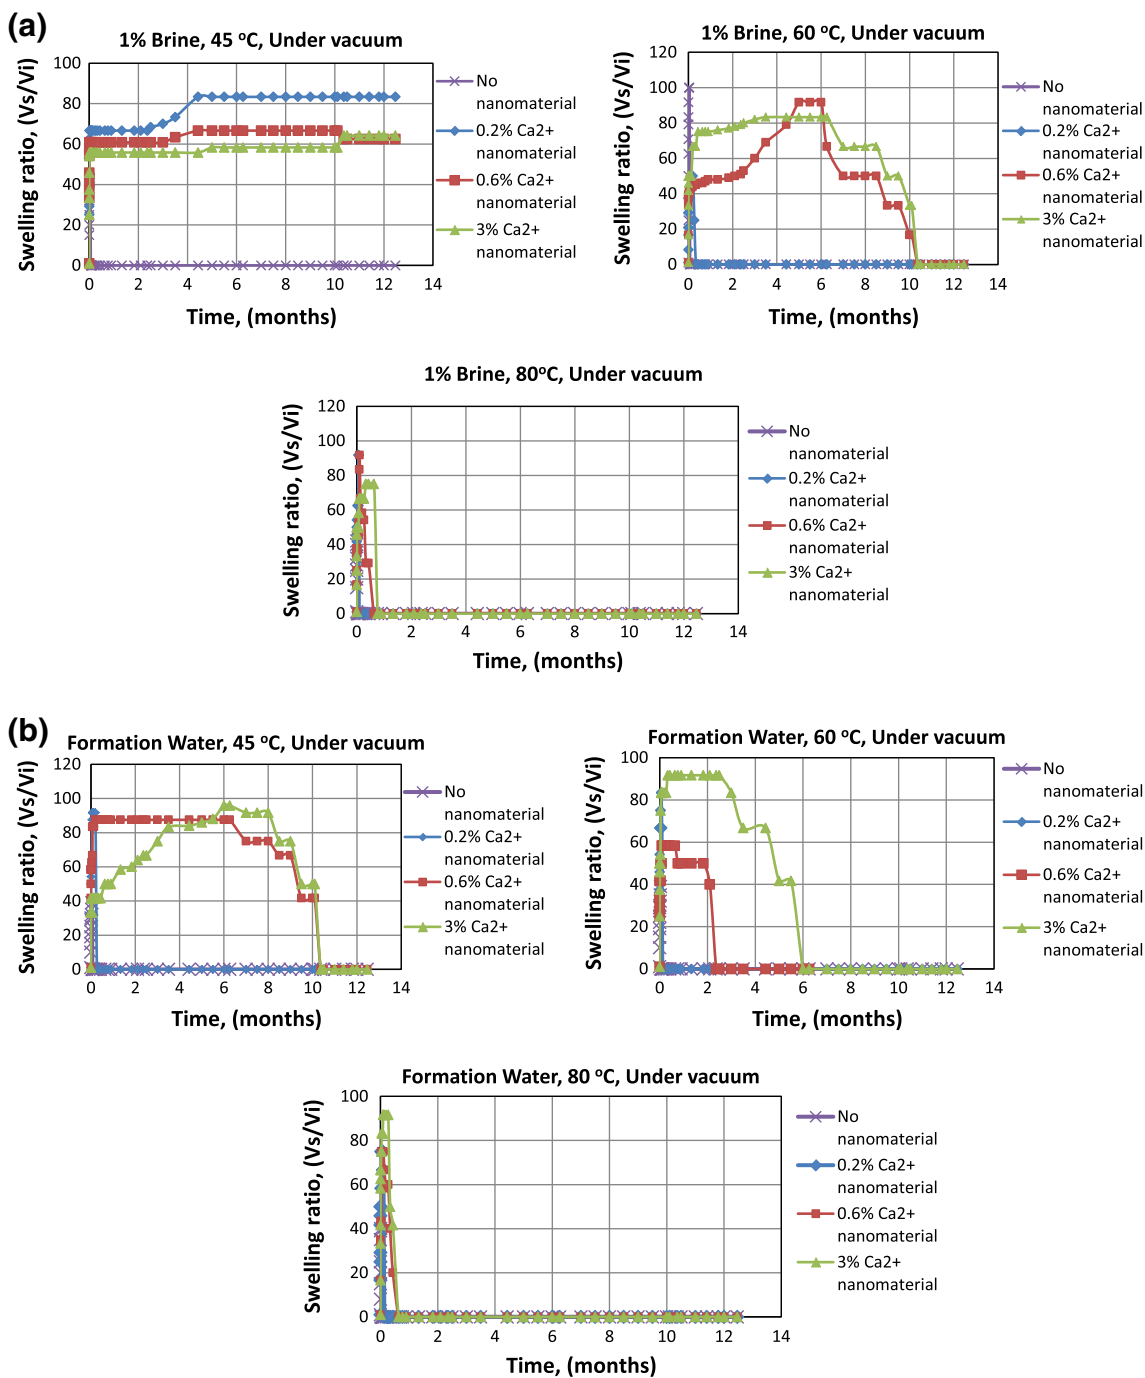 (a)
1% Brine, 45 ºC, Under vacuum
Swelling ratio, (Vs/Vi)
100
80
60
40
20
0
0 2 4 6 8 10 12 14
Time, (months)
No
nanomaterial
0.2% Ca2+
nanomaterial
0.6% Ca2+
nanomaterial
3% Ca2+
nanomaterial
1% Brine, 60 ºC, Under vacuum
Swelling ratio, (Vs/Vi)
120
100
80
60
40
20
0
0 2 4 6 8 10 12 14
Time, (months)
No
nanomaterial
0.2% Ca2+
nanomaterial
0.6% Ca2+
nanomaterial
3% Ca2+
nanomaterial
1% Brine, 80ºC, Under vacuum
Swelling ratio, (Vs/Vi)
120
100
80
60
40
20
0
0 2 4 6 8 10 12 14
Time, (months)
No
nanomaterial
0.2% Ca2+
nanomaterial
0.6% Ca2+
nanomaterial
3% Ca2+
nanomaterial
(b)
Formation Water, 45 ºC, Under vacuum
Swelling ratio, (Vs/Vi)
120
100
80
60
40
20
0
0 2 4 6 8 10 12 14
Time, (months)
No
nanomaterial
0.2% Ca2+
nanomaterial
0.6% Ca2+
nanomaterial
3% Ca2+
nanomaterial
Formation Water, 60 ºC, Under vacuum
Swelling ratio, (Vs/Vi)
100
80
60
40
20
0
0 2 4 6 8 10 12 14
Time, (months)
No
nanomaterial
0.2% Ca2+
nanomaterial
0.6% Ca2+
nanomaterial
3% Ca2+
nanomaterial
Formation Water, 80 ºC, Under vacuum
Swelling ratio, (Vs/Vi)
100
80
60
40
20
0
0 2 4 6 8 10 12 14
Time, (months)
No
nanomaterial
0.2% Ca2+
nanomaterial
0.6% Ca2+
nanomaterial
3% Ca2+
nanomaterial